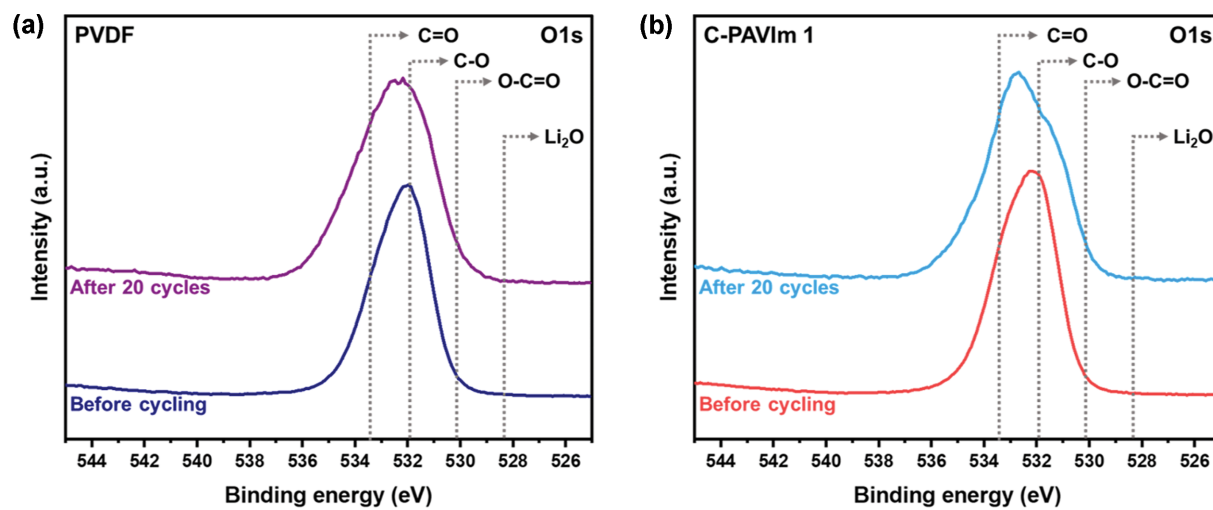 (a)
PVDF
O1s
C=O
C-O
O-C=O
Li₂O
Intensity (a.u.)
After 20 cycles
Before cycling
544 542 540 538 536 534 532 530 528 526
Binding energy (eV)
(b)
C-PAVIm 1
O1s
C=O
C-O
O-C=O
Li₂O
Intensity (a.u.)
After 20 cycles
Before cycling
544 542 540 538 536 534 532 530 528 526
Binding energy (eV)